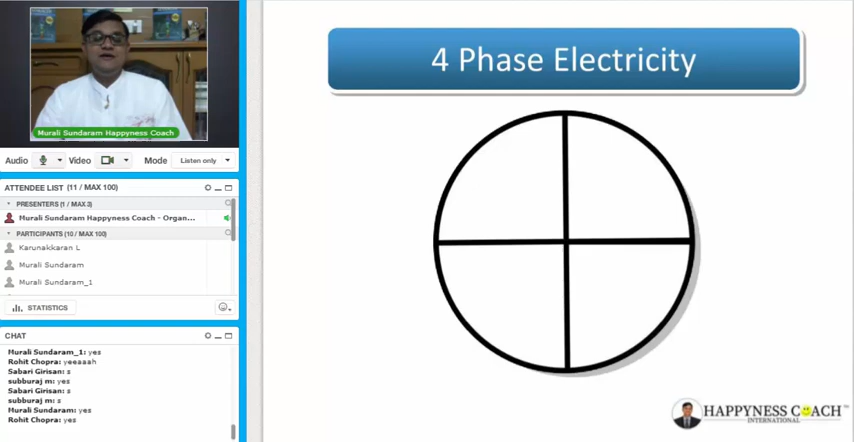 Murali Sundaram Happyness Coach
Audio Video Mode Listen only
ATTENDEE LIST (11 / MAX 100)
PRESENTERS (1 / MAX 3)
Murali Sundaram Happyness Coach - Organ...
PARTICIPANTS (10 / MAX 100)
Karunakkaran L
Murali Sundaram
Murali Sundaram_1
STATISTICS
CHAT
Murali Sundaram_1: yes
Rohit Chopra: yeeaaah
Sabari Girisan: s
subburaj m: yes
Sabari Girisan: s
subburaj m: s
Murali Sundaram: yes
Rohit Chopra: yes
4 Phase Electricity
HAPPYNESS COACH™
INTERNATIONAL